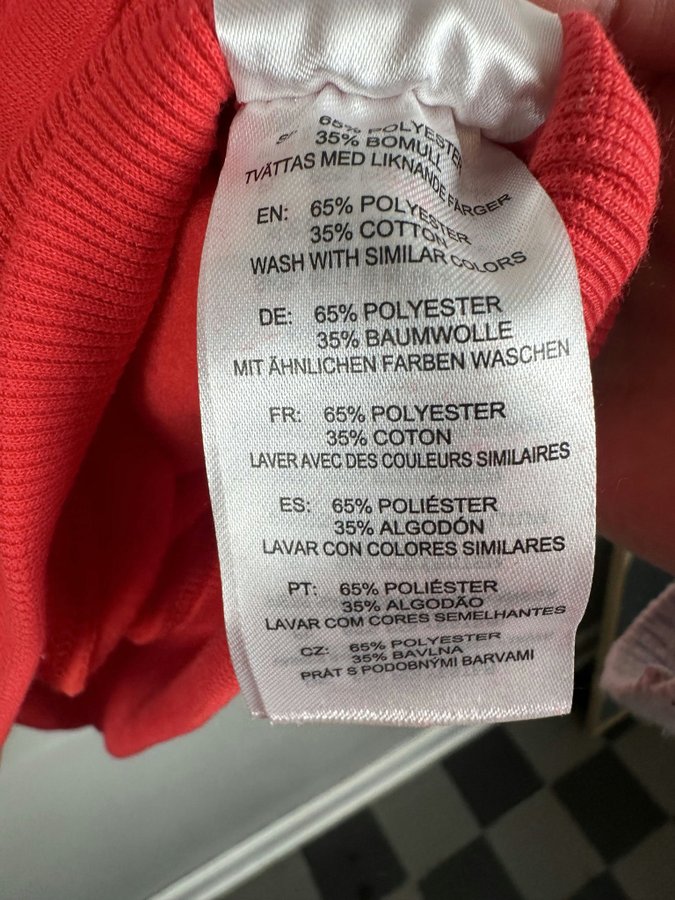 65% POLYESTER
35% BOMULL
TVÄTTAS MED LIKNANDE FÄRGER
EN: 65% POLYESTER
35% COTTON
WASH WITH SIMILAR COLORS
DE: 65% POLYESTER
35% BAUMWOLLE
MIT ÄHNLICHEN FARBEN WASCHEN
FR: 65% POLYESTER
35% COTON
LAVER AVEC DES COULEURS SIMILAIRES
ES: 65% POLIÉSTER
35% ALGODÓN
LAVAR CON COLORES SIMILARES
PT: 65% POLIÉSTER
35% ALGODÃO
LAVAR COM CORES SEMELHANTES
CZ: 65% POLYESTER
35% BAVLNA
PRÁT S PODOBNÝMI BARVAMI